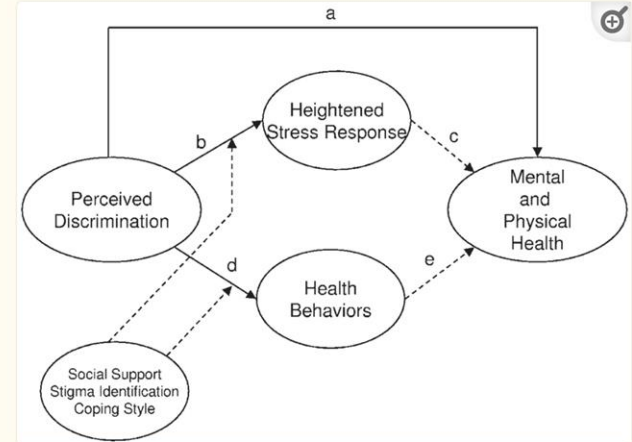 a
Heightened
Stress Response
b
c
Perceived
Discrimination
Mental
and
Physical
Health
d
e
Health
Behaviors
Social Support
Stigma Identification
Coping Style